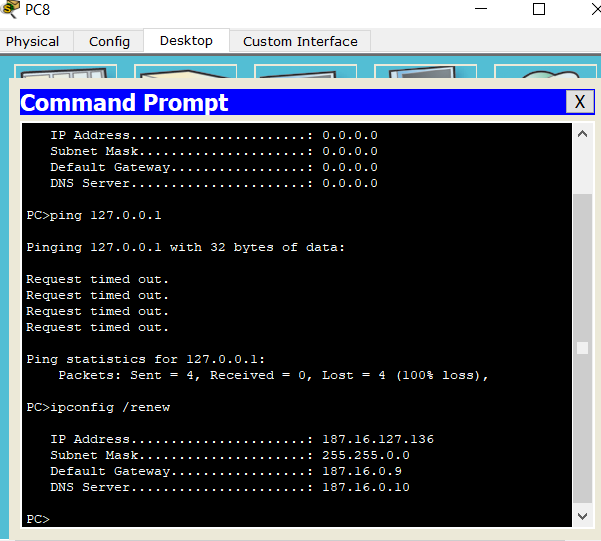 PC8
Physical Config Desktop Custom Interface
Command Prompt X
IP Address......................: 0.0.0.0
Subnet Mask.....................: 0.0.0.0
Default Gateway.................: 0.0.0.0
DNS Server......................: 0.0.0.0
PC>ping 127.0.0.1
Pinging 127.0.0.1 with 32 bytes of data:
Request timed out.
Request timed out.
Request timed out.
Request timed out.
Ping statistics for 127.0.0.1:
Packets: Sent = 4, Received = 0, Lost = 4 (100% loss),
PC>ipconfig /renew
IP Address......................: 187.16.127.136
Subnet Mask.....................: 255.255.0.0
Default Gateway.................: 187.16.0.9
DNS Server......................: 187.16.0.10
PC>